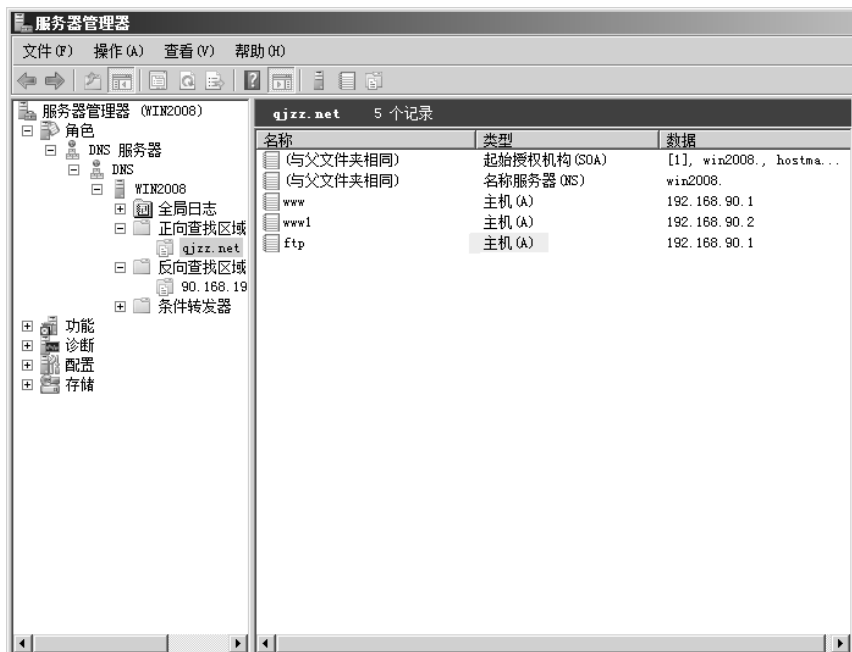 服务器管理器
文件(F) 操作(A) 查看(V) 帮助(H)
服务器管理器 (WIN2008)
角色
DNS 服务器
DNS
WIN2008
全局日志
正向查找区域
qjzz.net
反向查找区域
90.168.19
条件转发器
功能
诊断
配置
存储
qjzz.net 5 个记录
名称 类型 数据
(与父文件夹相同) 起始授权机构(SOA) [1], win2008., hostma...
(与父文件夹相同) 名称服务器(NS) win2008.
www 主机(A) 192.168.90.1
www1 主机(A) 192.168.90.2
ftp 主机(A) 192.168.90.1